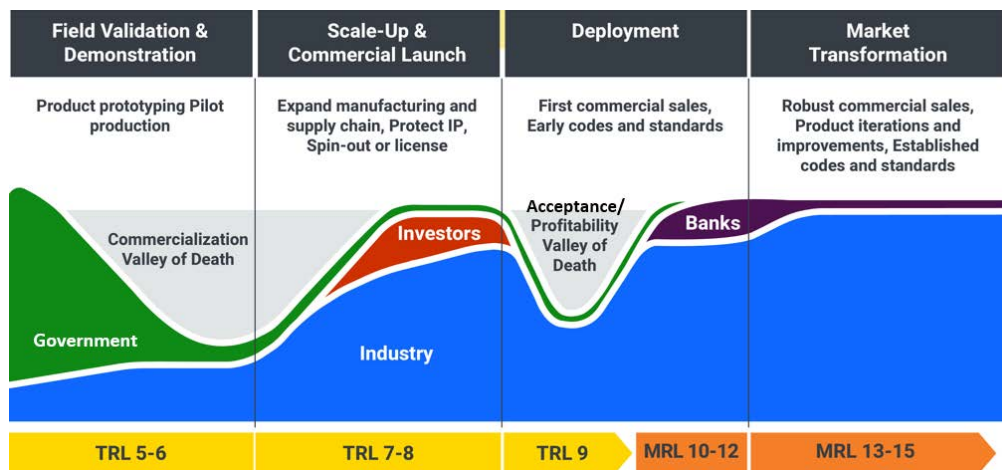 Field Validation &
Demonstration
Scale-Up &
Commercial Launch
Deployment
Market
Transformation
Product prototyping Pilot
production
Expand manufacturing and
supply chain, Protect IP,
Spin-out or license
First commercial sales,
Early codes and standards
Robust commercial sales,
Product iterations and
improvements, Established
codes and standards
Commercialization
Valley of Death
Government
Investors
Industry
Acceptance/
Profitability
Valley of
Death
Banks
TRL 5-6
TRL 7-8
TRL 9
MRL 10-12
MRL 13-15